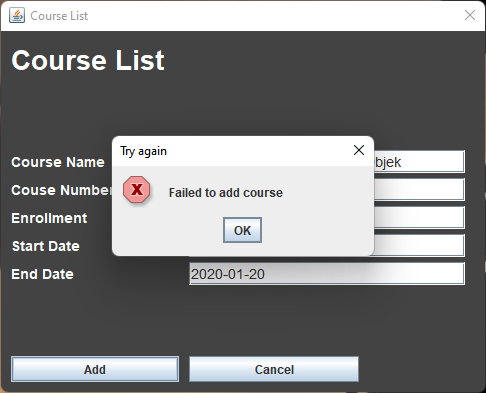 Course List
Course List
Try again
Course Name
bjek
Failed to add course
Couse Number
Enrollment
OK
Start Date
End Date
2020-01-20
Add
Cancel